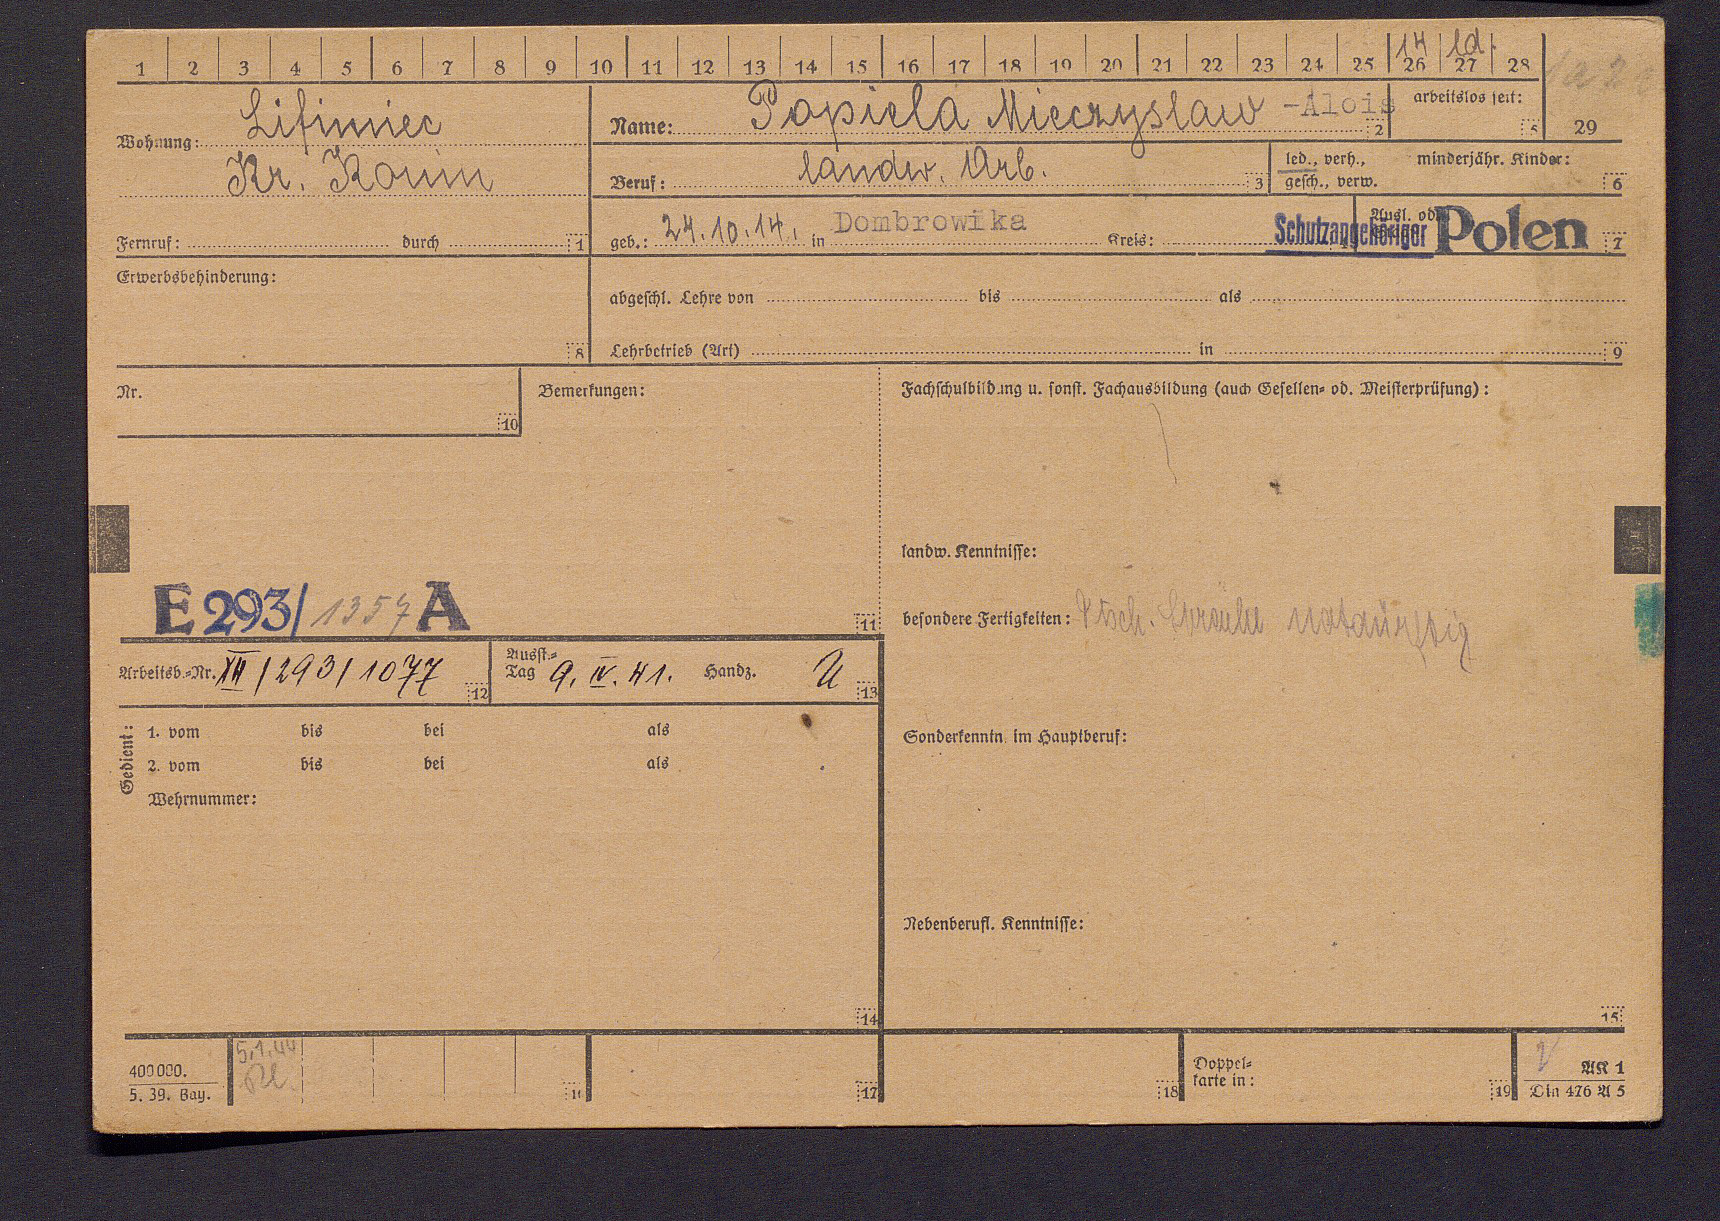 1 2 3 4 5 6 7 8 9 10 11 12 13 14 15 16 17 18 19 20 21 22 23 24 25 26 27 28 29
14 ld.
Wohnung: Lifiniec
Kr. Konin
Fernruf: durch 1
Name: Popiela Mieczyslaw -Alois 2
arbeitslos seit: 5
Beruf: landw. Arb. 3
led., verh., gesch., verw.
minderjähr. Kinder: 6
geb.: 24.10.14. in Dombrowika Kreis:
Schutzangehöriger Polen 7
Erwerbsbehinderung: 8
abgeschl. Lehre von bis als
Lehrbetrieb (Art) in 9
Nr. 10
Bemerkungen:
Fachschulbildung u. sonst. Fachausbildung (auch Gesellen- od. Meisterprüfung):
landw. Kenntnisse:
E 293/1357 A 11
besondere Fertigkeiten: Dtsch. Sprache notdürftig
Arbeitsb.-Nr. XII/293/1077 12
Ausst.-Tag 9. IV. 41. Handz. U 13
Gedient:
1. vom bis bei als
2. vom bis bei als
Wehrnummer:
Sonderkenntn. im Hauptberuf:
Nebenberufl. Kenntnisse:
14
15
400000.
5. 39. Bay.
5.1.44
16
17
18
Doppelkarte in: 19
AK 1
Din 476 A 5